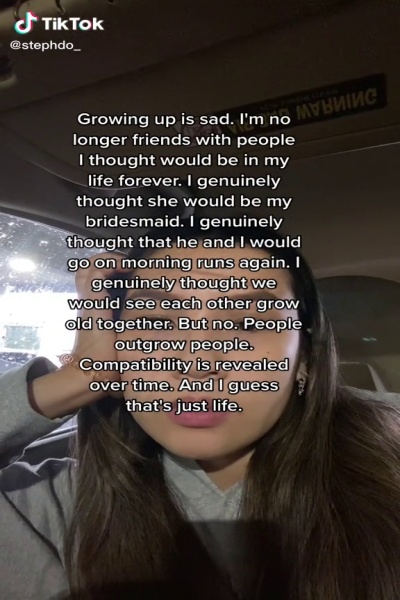 TikTok
@stephdo_
WARNING
Growing up is sad. I'm no
longer friends with people
I thought would be in my
life forever. I genuinely
thought she would be my
bridesmaid. I genuinely
thought that he and I would
go on morning runs again. I
genuinely thought we
would see each other grow
old together. But no. People
outgrow people.
Compatibility is revealed
over time. And I guess
that's just life.